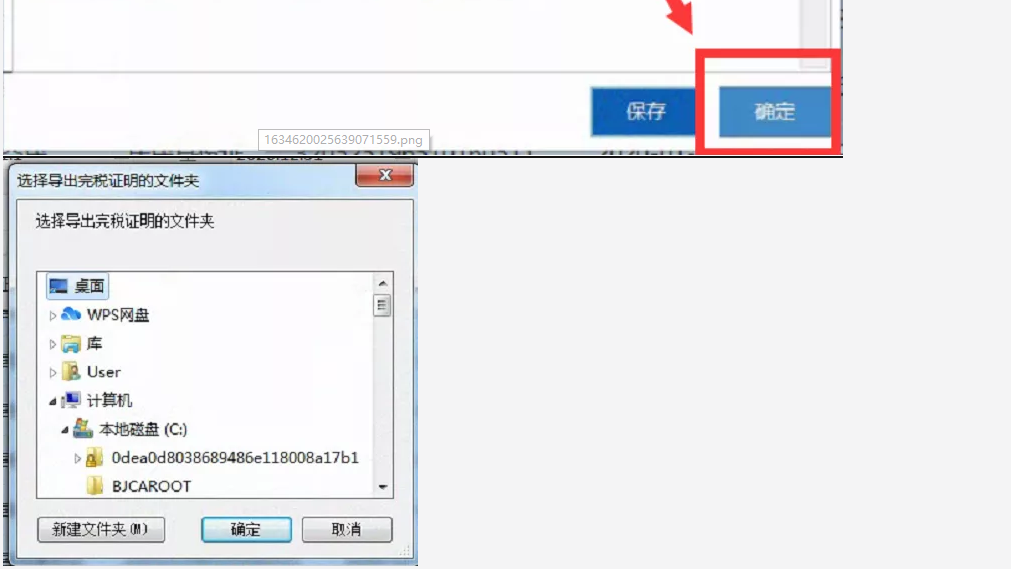 保存
确定
1634620025639071559.png
选择导出完税证明的文件夹
选择导出完税证明的文件夹
桌面
WPS网盘
库
User
计算机
本地磁盘 (C:)
0dea0d8038689486e118008a17b1
BJCAROOT
新建文件夹(N)
确定
取消